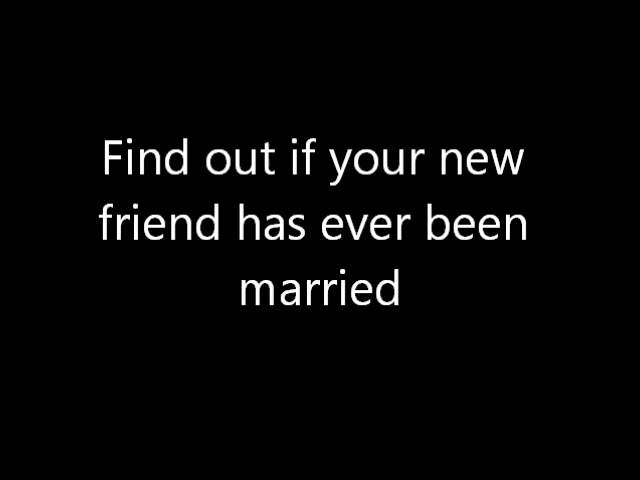 Find out if your new
friend has ever been
married